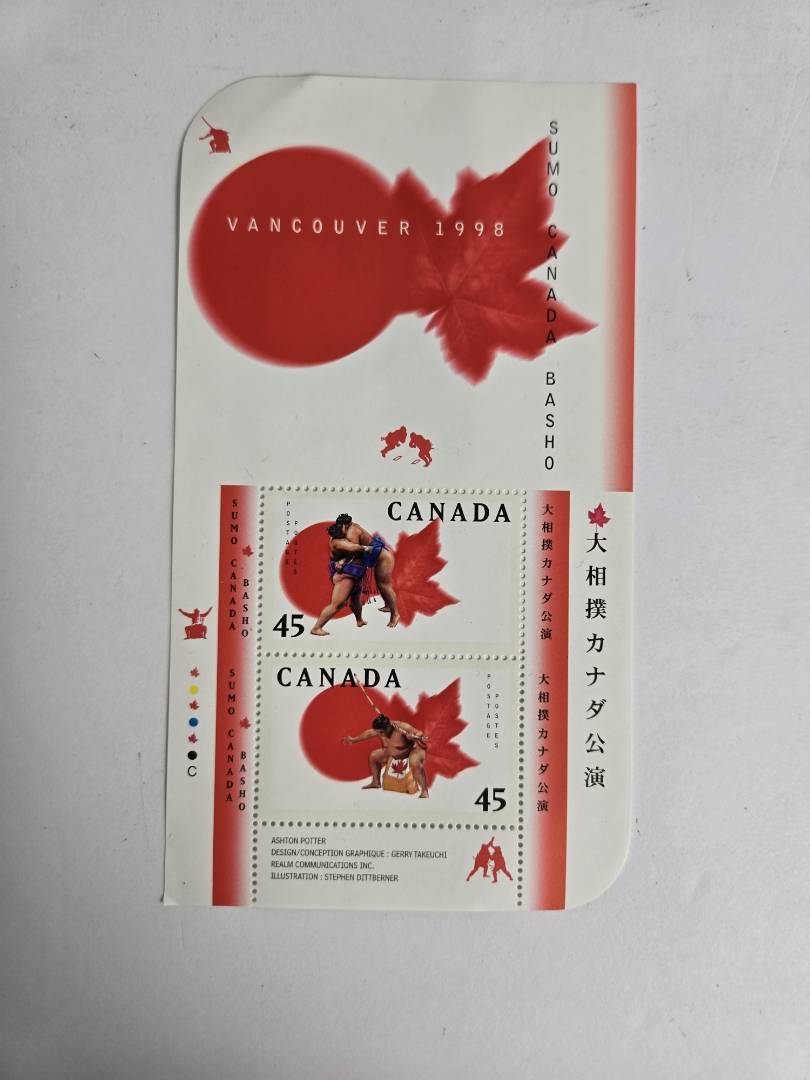 VANCOUVER 1998
SUMO CANADA BASHO
SUMO CANADA BASHO
POSTAGE
POSTES
CANADA
45
大相撲カナダ公演
大相撲カナダ公演
SUMO CANADA BASHO
CANADA
POSTAGE
POSTES
45
大相撲カナダ公演
C
ASHTON POTTER
DESIGN/CONCEPTION GRAPHIQUE : GERRY TAKEUCHI
REALM COMMUNICATIONS INC.
ILLUSTRATION : STEPHEN DITTBERNER